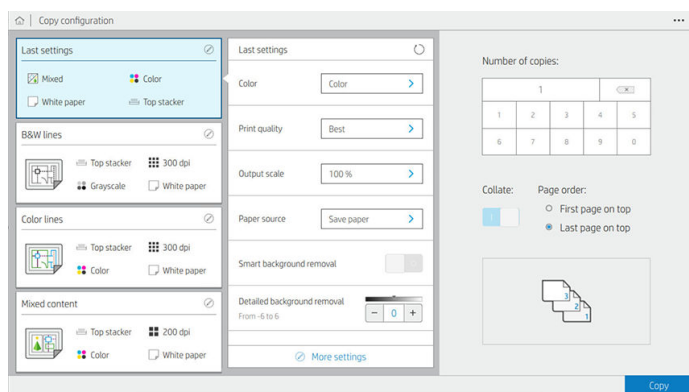 Copy configuration
Last settings
Mixed
Color
White paper
Top stacker
B&W lines
Top stacker
300 dpi
Grayscale
White paper
Color lines
Top stacker
300 dpi
Color
White paper
Mixed content
Top stacker
200 dpi
Color
White paper
Last settings
Color
Color
Print quality
Best
Output scale
100 %
Paper source
Save paper
Smart background removal
Detailed background removal
From -6 to 6
− 0 +
More settings
Number of copies:
1
1 2 3 4 5
6 7 8 9 0
Collate:
Page order:
First page on top
Last page on top
3
2
1
Copy